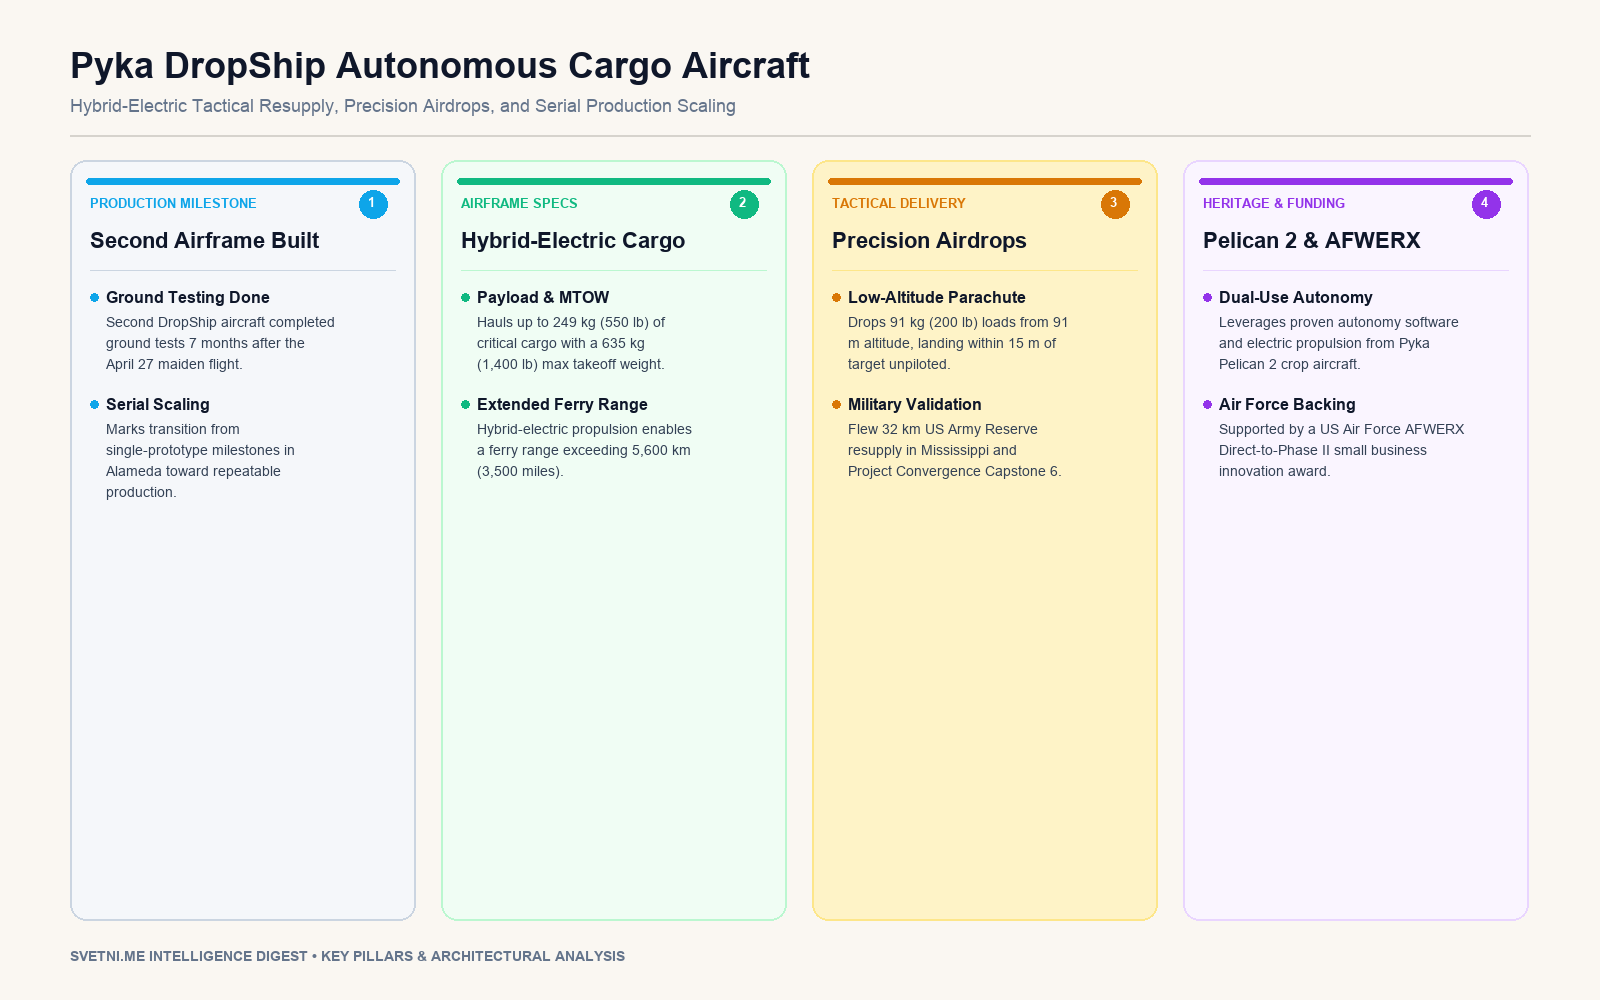 Pyka DropShip Autonomous Cargo Aircraft
Hybrid-Electric Tactical Resupply, Precision Airdrops, and Serial Production Scaling
PRODUCTION MILESTONE
1
Second Airframe Built
Ground Testing Done
Second DropShip aircraft completed
ground tests 7 months after the
April 27 maiden flight.
Serial Scaling
Marks transition from
single-prototype milestones in
Alameda toward repeatable
production.
AIRFRAME SPECS
2
Hybrid-Electric Cargo
Payload & MTOW
Hauls up to 249 kg (550 lb) of
critical cargo with a 635 kg
(1,400 lb) max takeoff weight.
Extended Ferry Range
Hybrid-electric propulsion enables
a ferry range exceeding 5,600 km
(3,500 miles).
TACTICAL DELIVERY
3
Precision Airdrops
Low-Altitude Parachute
Drops 91 kg (200 lb) loads from 91
m altitude, landing within 15 m of
target unpiloted.
Military Validation
Flew 32 km US Army Reserve
resupply in Mississippi and
Project Convergence Capstone 6.
HERITAGE & FUNDING
4
Pelican 2 & AFWERX
Dual-Use Autonomy
Leverages proven autonomy software
and electric propulsion from Pyka
Pelican 2 crop aircraft.
Air Force Backing
Supported by a US Air Force AFWERX
Direct-to-Phase II small business
innovation award.
SVETNI.ME INTELLIGENCE DIGEST • KEY PILLARS & ARCHITECTURAL ANALYSIS